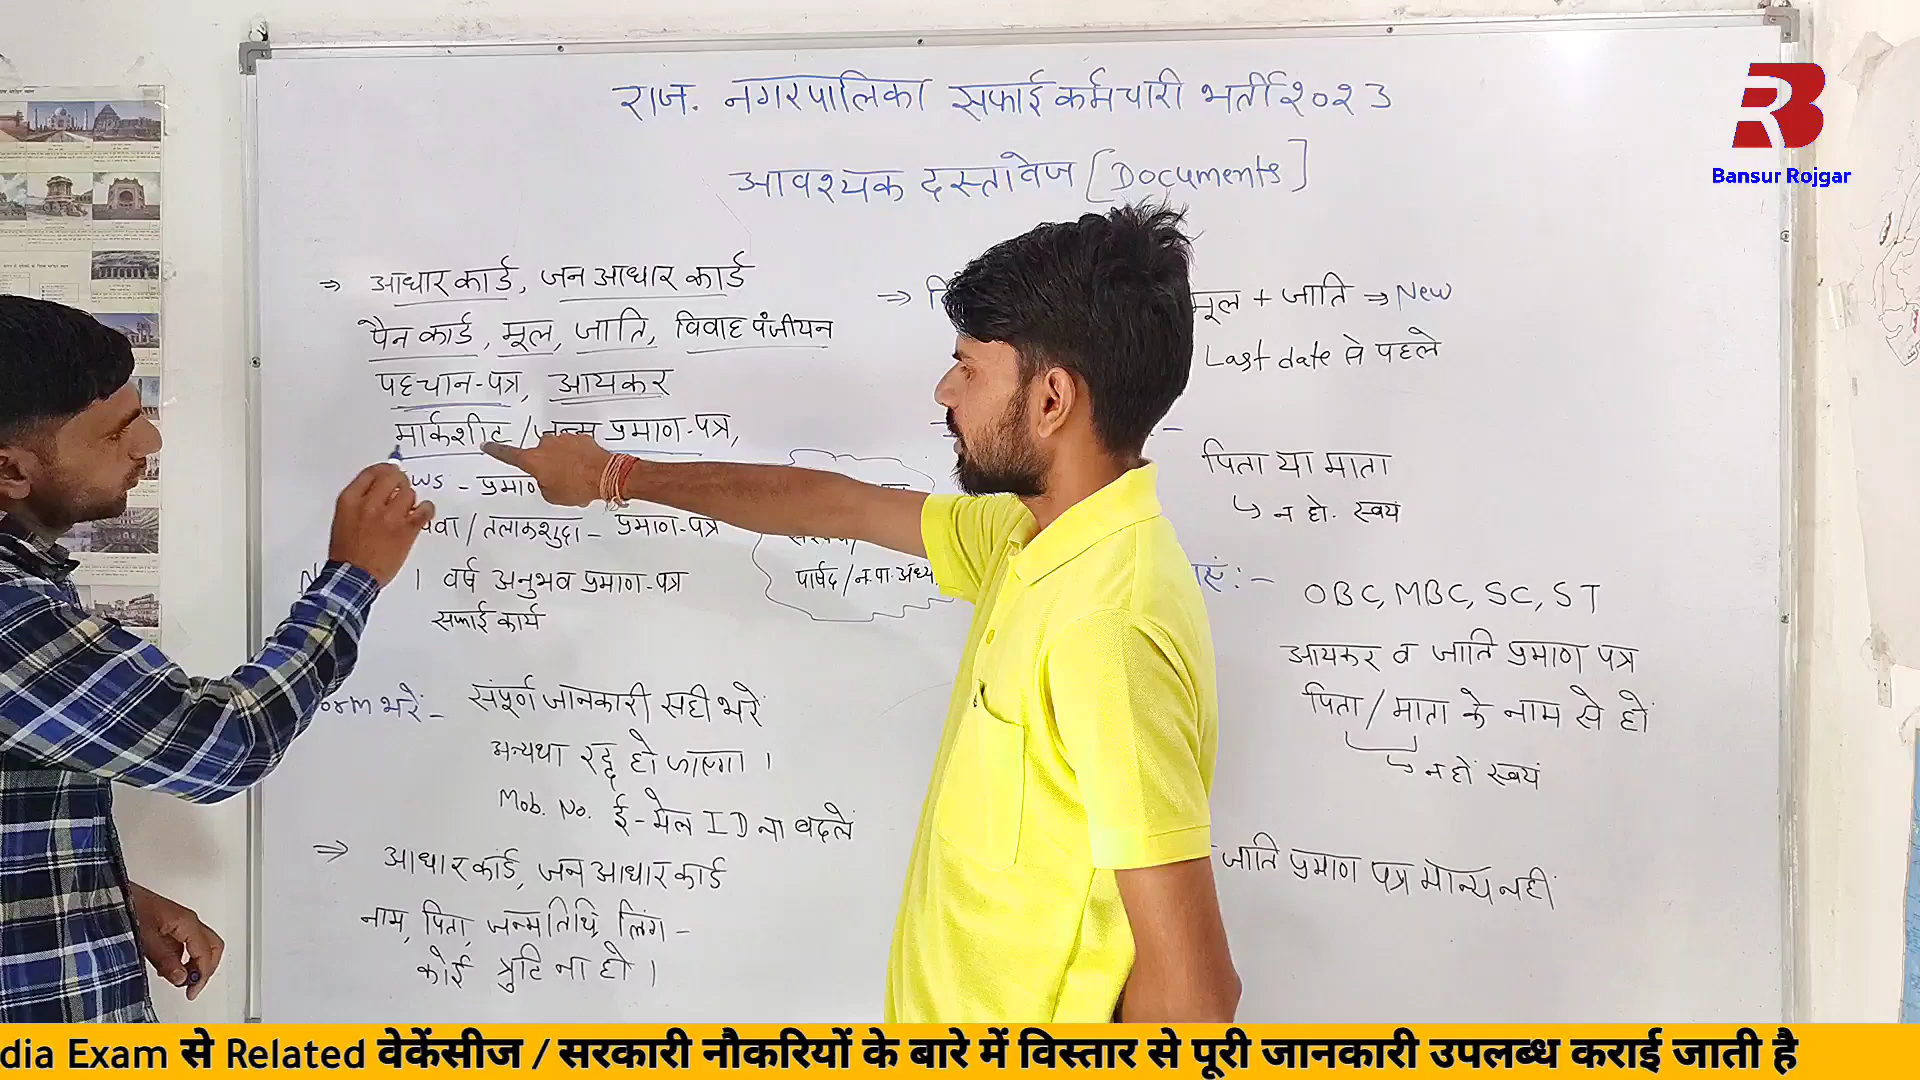 राज. नगरपालिका सफाई कर्मचारी भर्ती २०२३
आवश्यक दस्तावेज [Documents]
⇒ आधार कार्ड, जन आधार कार्ड
पैन कार्ड, मूल, जाति, विवाह पंजीयन
पहचान-पत्र, आयकर
मार्कशीट / जन्म प्रमाण-पत्र,
WS - प्रमाण
/ तलाकशुदा - प्रमाण-पत्र
1 वर्ष अनुभव प्रमाण-पत्र
सफाई कार्य
orm भरें - संपूर्ण जानकारी सही भरें
अन्यथा रद्द हो जाएगा ।
Mob. No. ई-मेल ID ना बदलें
⇒ आधार कार्ड, जन आधार कार्ड
नाम, पिता, जन्मतिथि, लिंग -
कोई त्रुटि ना हो ।
पार्षद / न.पा. अध्य
⇒
मूल + जाति ⇒ New
Last date से पहले
पिता या माता
↳ न हो. स्वयं
OBC, MBC, SC, ST
आयकर व जाति प्रमाण पत्र
पिता / माता के नाम से हो
↳ न हों स्वयं
जाति प्रमाण पत्र मान्य नहीं
Bansur Rojgar
dia Exam से Related वेकेंसीज / सरकारी नौकरियों के बारे में विस्तार से पूरी जानकारी उपलब्ध कराई जाती है